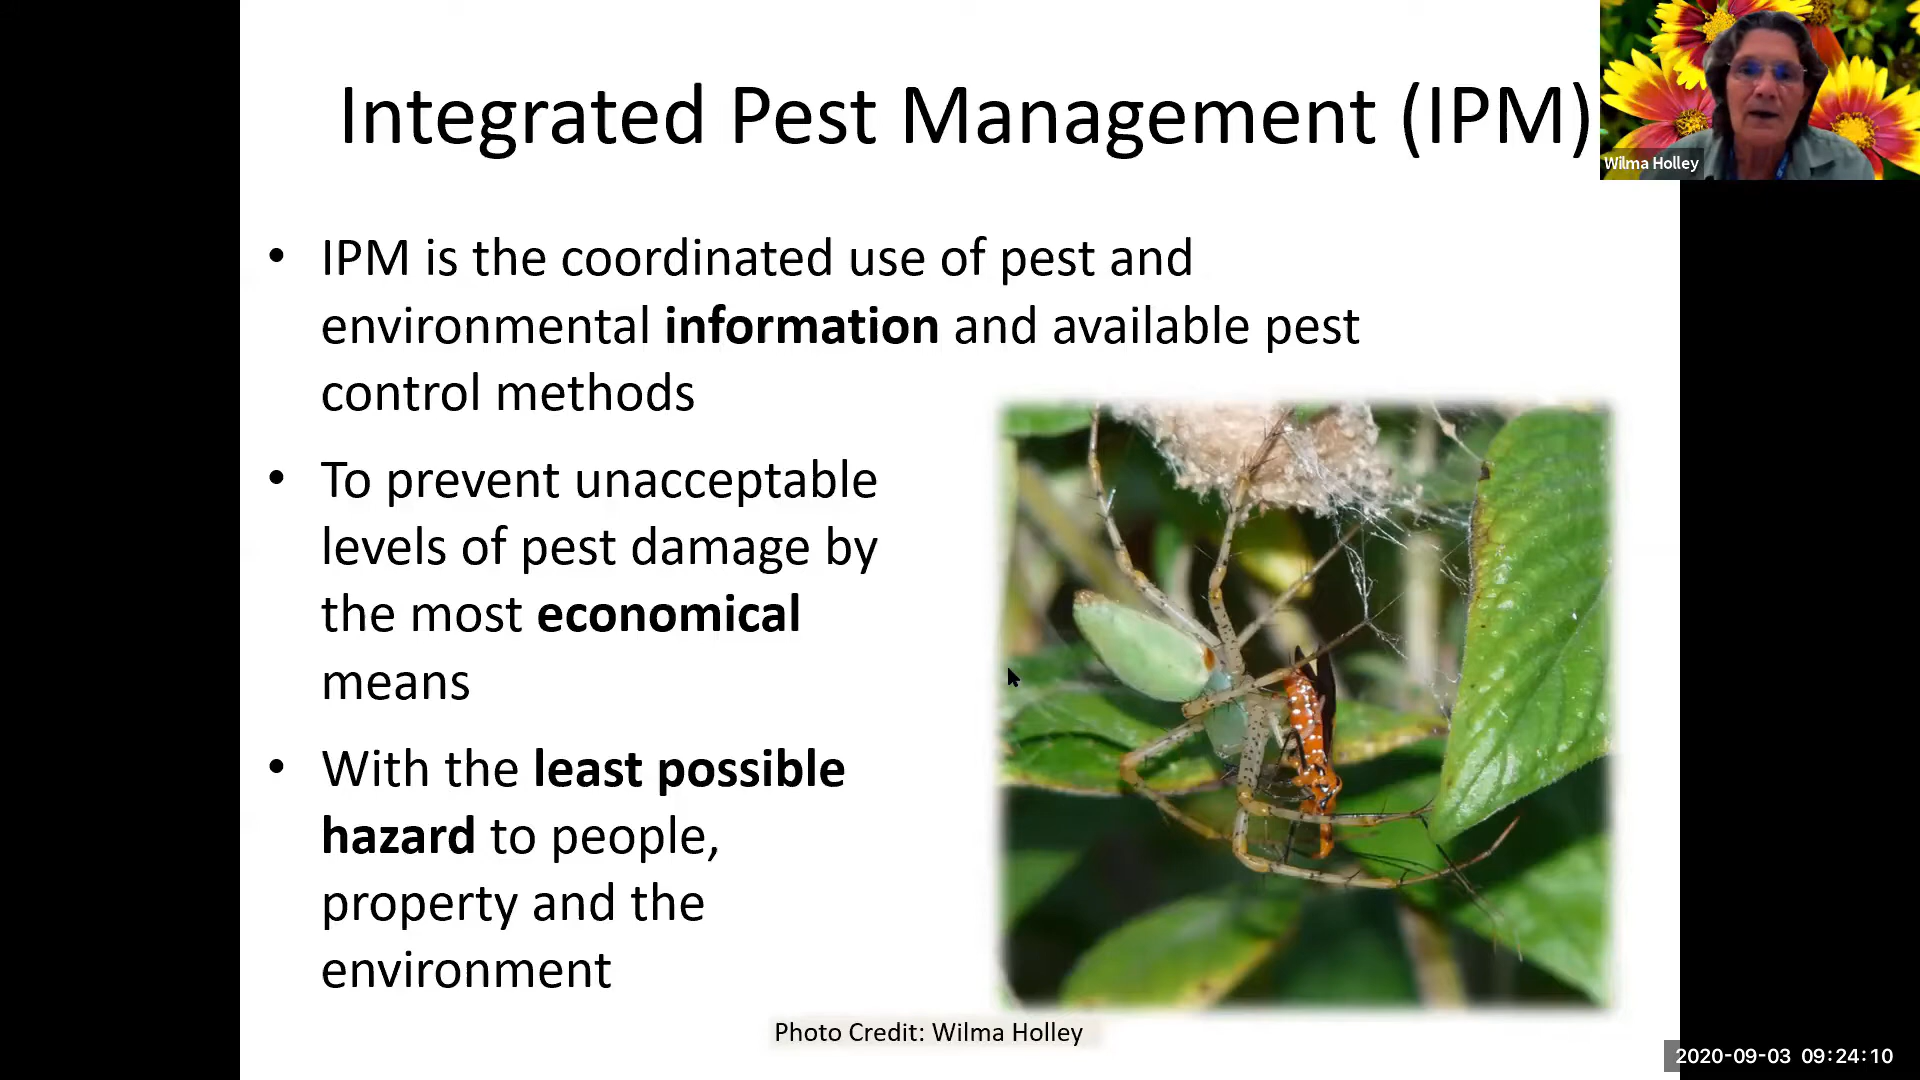 Integrated Pest Management (IPM)
Wilma Holley
• IPM is the coordinated use of pest and
environmental information and available pest
control methods
• To prevent unacceptable
levels of pest damage by
the most economical
means
• With the least possible
hazard to people,
property and the
environment
Photo Credit: Wilma Holley
2020-09-03 09:24:10